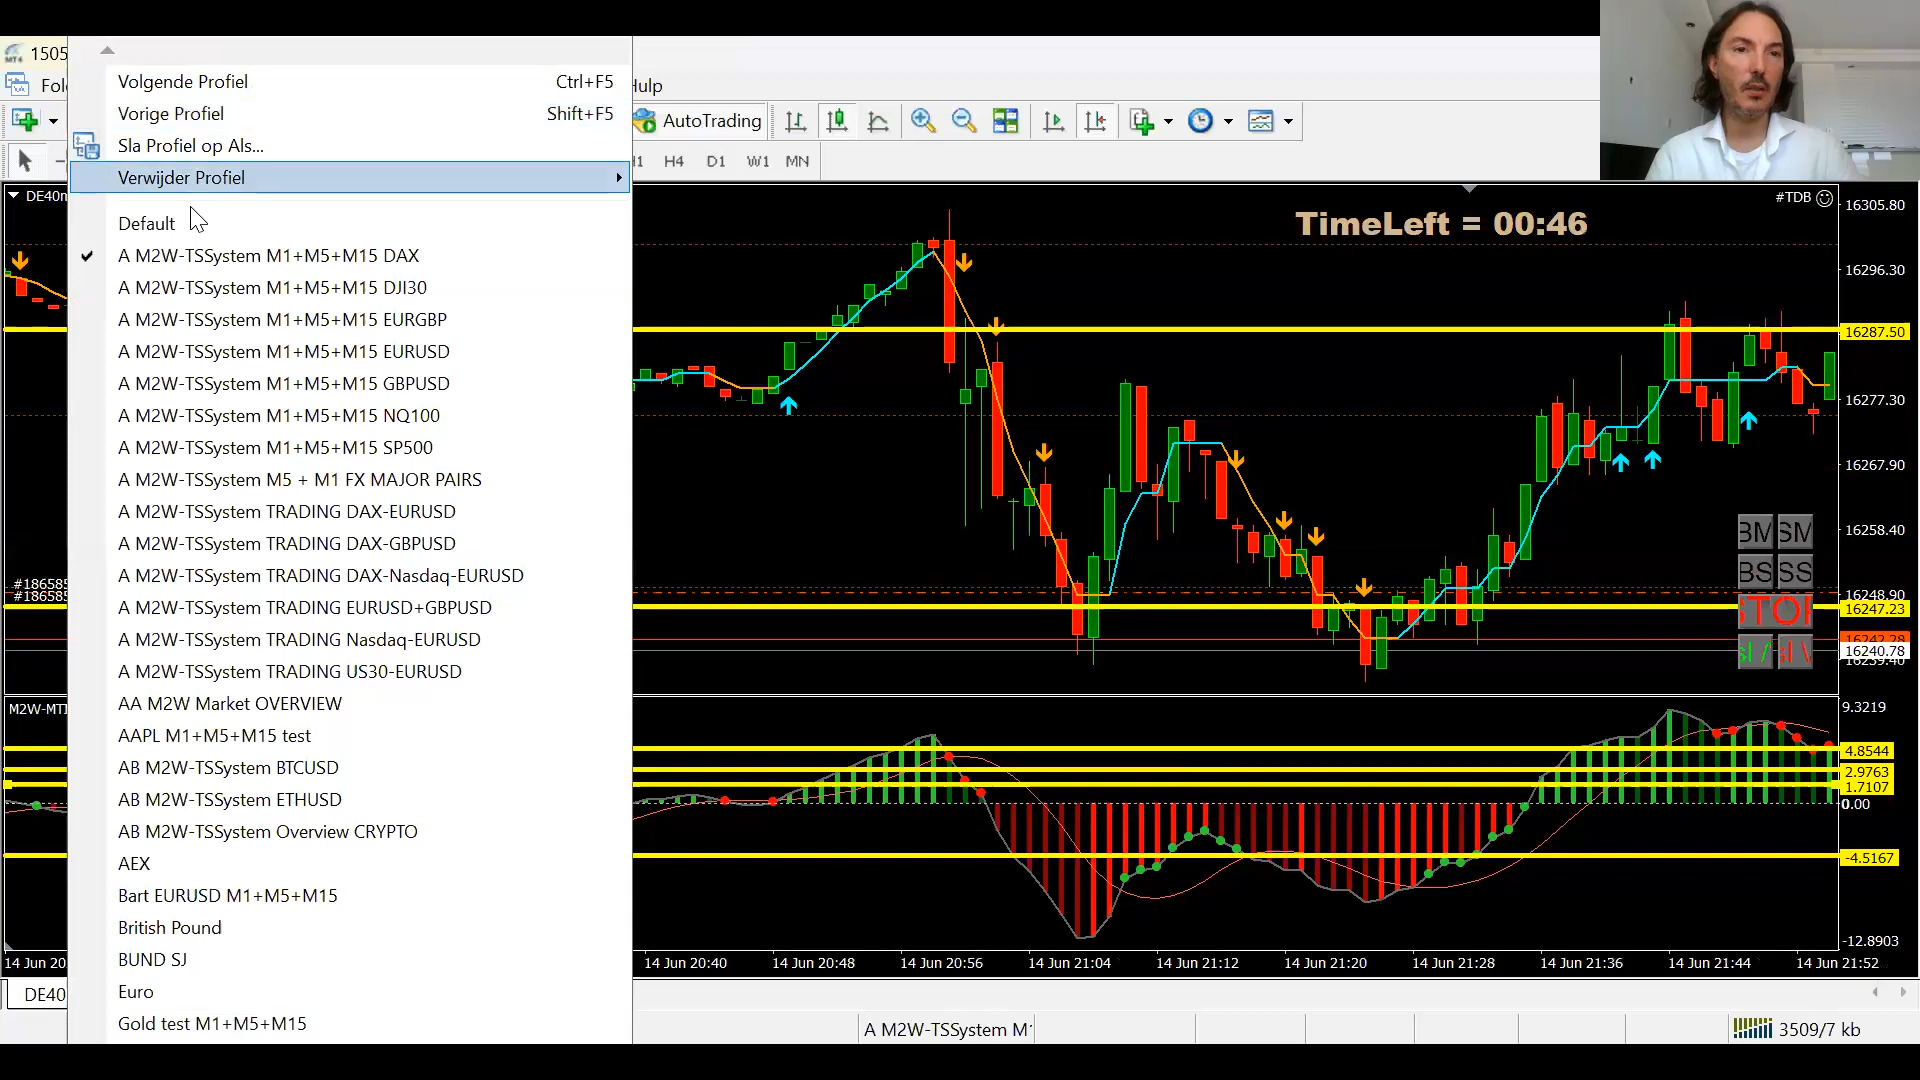 1505
Volgende Profiel Ctrl+F5
Vorige Profiel Shift+F5
Sla Profiel op Als...
Verwijder Profiel
Default
A M2W-TSSystem M1+M5+M15 DAX
A M2W-TSSystem M1+M5+M15 DJI30
A M2W-TSSystem M1+M5+M15 EURGBP
A M2W-TSSystem M1+M5+M15 EURUSD
A M2W-TSSystem M1+M5+M15 GBPUSD
A M2W-TSSystem M1+M5+M15 NQ100
A M2W-TSSystem M1+M5+M15 SP500
A M2W-TSSystem M5 + M1 FX MAJOR PAIRS
A M2W-TSSystem TRADING DAX-EURUSD
A M2W-TSSystem TRADING DAX-GBPUSD
A M2W-TSSystem TRADING DAX-Nasdaq-EURUSD
A M2W-TSSystem TRADING EURUSD+GBPUSD
A M2W-TSSystem TRADING Nasdaq-EURUSD
A M2W-TSSystem TRADING US30-EURUSD
AA M2W Market OVERVIEW
AAPL M1+M5+M15 test
AB M2W-TSSystem BTCUSD
AB M2W-TSSystem ETHUSD
AB M2W-TSSystem Overview CRYPTO
AEX
Bart EURUSD M1+M5+M15
British Pound
BUND SJ
Euro
Gold test M1+M5+M15
AutoTrading
H4 D1 W1 MN
#TDB
TimeLeft = 00:46
16305.80
16296.30
16287.50
16277.30
16267.90
16258.40
16248.90
16247.23
16242.28
16240.78
16239.40
BM SM
BS SS
#18658
#18658
9.3219
4.8544
2.9763
1.7107
0.00
-4.5167
-12.8903
14 Jun 20 14 Jun 20:40 14 Jun 20:48 14 Jun 20:56 14 Jun 21:04 14 Jun 21:12 14 Jun 21:20 14 Jun 21:28 14 Jun 21:36 14 Jun 21:44 14 Jun 21:52
DE40
A M2W-TSSystem M
3509/7 kb